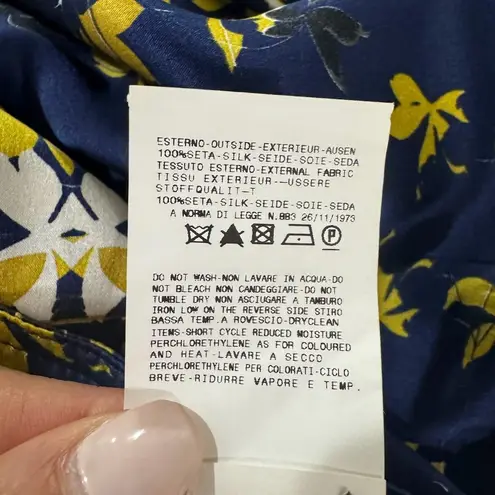 ESTERNO-OUTSIDE-EXTERIEUR-AUSEN
100%SETA-SILK-SEIDE-SOIE-SEDA
TESSUTO ESTERNO-EXTERNAL FABRIC
TISSU EXTERIEUR--USSERE
STOFFQUALIT-T
100%SETA-SILK-SEIDE-SOIE-SEDA
A NORMA DI LEGGE N.883 26/11/1973
P
DO NOT WASH-NON LAVARE IN ACQUA-DO
NOT BLEACH NON CANDEGGIARE-DO NOT
TUMBLE DRY NON ASCIUGARE A TAMBURO
IRON LOW ON THE REVERSE SIDE STIRO
BASSA TEMP.A ROVESCIO-DRYCLEAN
ITEMS-SHORT CYCLE REDUCED MOISTURE
PERCHLORETHYLENE AS FOR COLOURED
AND HEAT-LAVARE A SECCO
PERCHLORETHYLENE PER COLORATI-CICLO
BREVE-RIDURRE VAPORE E TEMP.